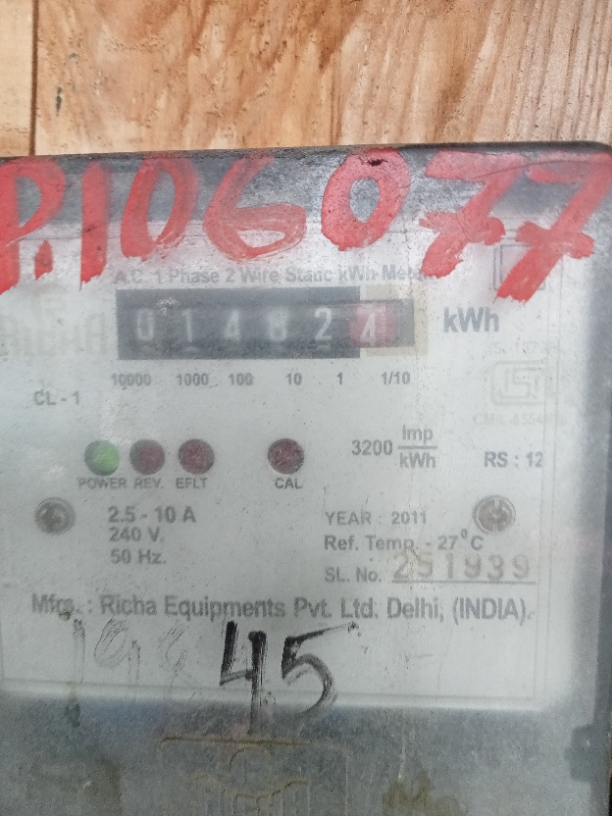 P.106077
A.C. 1 Phase 2 Wire Static kWh Meter
RICHA
014824 kWh
10000 1000 100 10 1 1/10
CL - 1
3200 Imp/kWh
RS : 12
POWER REV. EFLT CAL
2.5 - 10 A
240 V.
50 Hz.
YEAR : 2011
Ref. Temp. - 27°C
SL. No. 251939
Mfrs. : Richa Equipments Pvt. Ltd. Delhi, (INDIA).
45